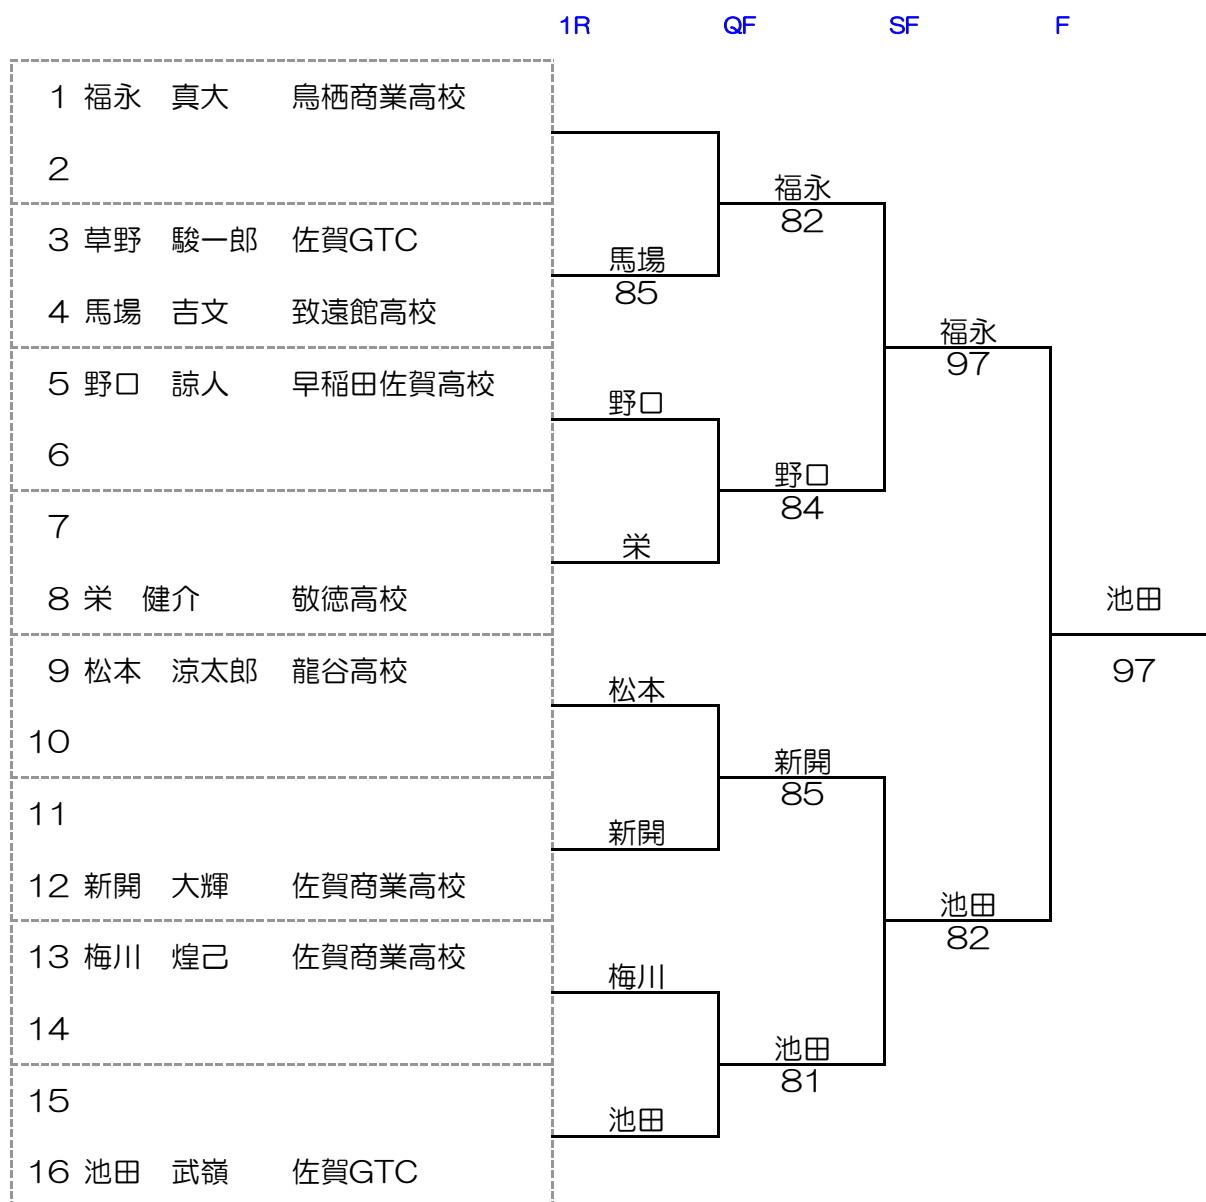 1R QF SF F
1 福永 真大 鳥栖商業高校
2
福永
82
3 草野 駿一郎 佐賀GTC
馬場
85
4 馬場 吉文 致遠館高校
福永
97
5 野口 諒人 早稲田佐賀高校
野口
6
野口
84
7
栄
8 栄 健介 敬徳高校
池田
97
9 松本 涼太郎 龍谷高校
松本
10
新開
85
11
新開
12 新開 大輝 佐賀商業高校
池田
82
13 梅川 煌己 佐賀商業高校
梅川
14
池田
81
15
池田
16 池田 武嶺 佐賀GTC